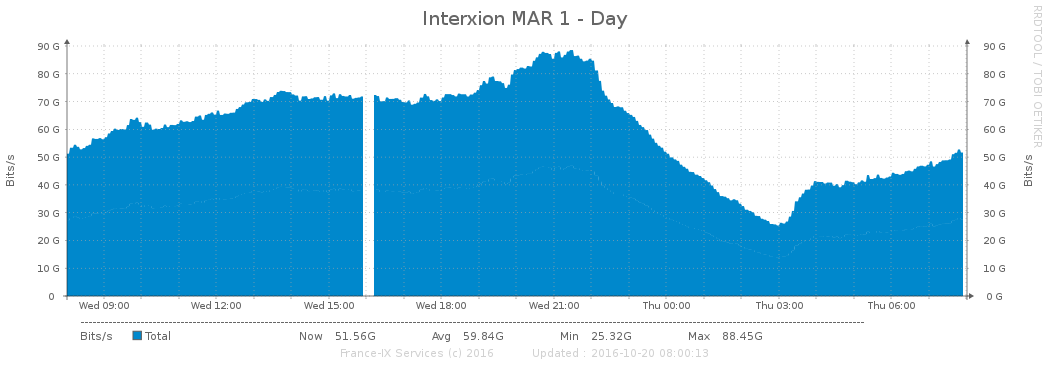 Interxion MAR 1 - Day
RRDTOOL / TOBI OETIKER
Bits/s
90 G
80 G
70 G
60 G
50 G
40 G
30 G
20 G
10 G
0
90 G
80 G
70 G
60 G
50 G
40 G
30 G
20 G
10 G
0 G
Bits/s
Wed 09:00 Wed 12:00 Wed 15:00 Wed 18:00 Wed 21:00 Thu 00:00 Thu 03:00 Thu 06:00
Bits/s Total Now 51.56G Avg 59.84G Min 25.32G Max 88.45G
France-IX Services (c) 2016 Updated : 2016-10-20 08:00:13